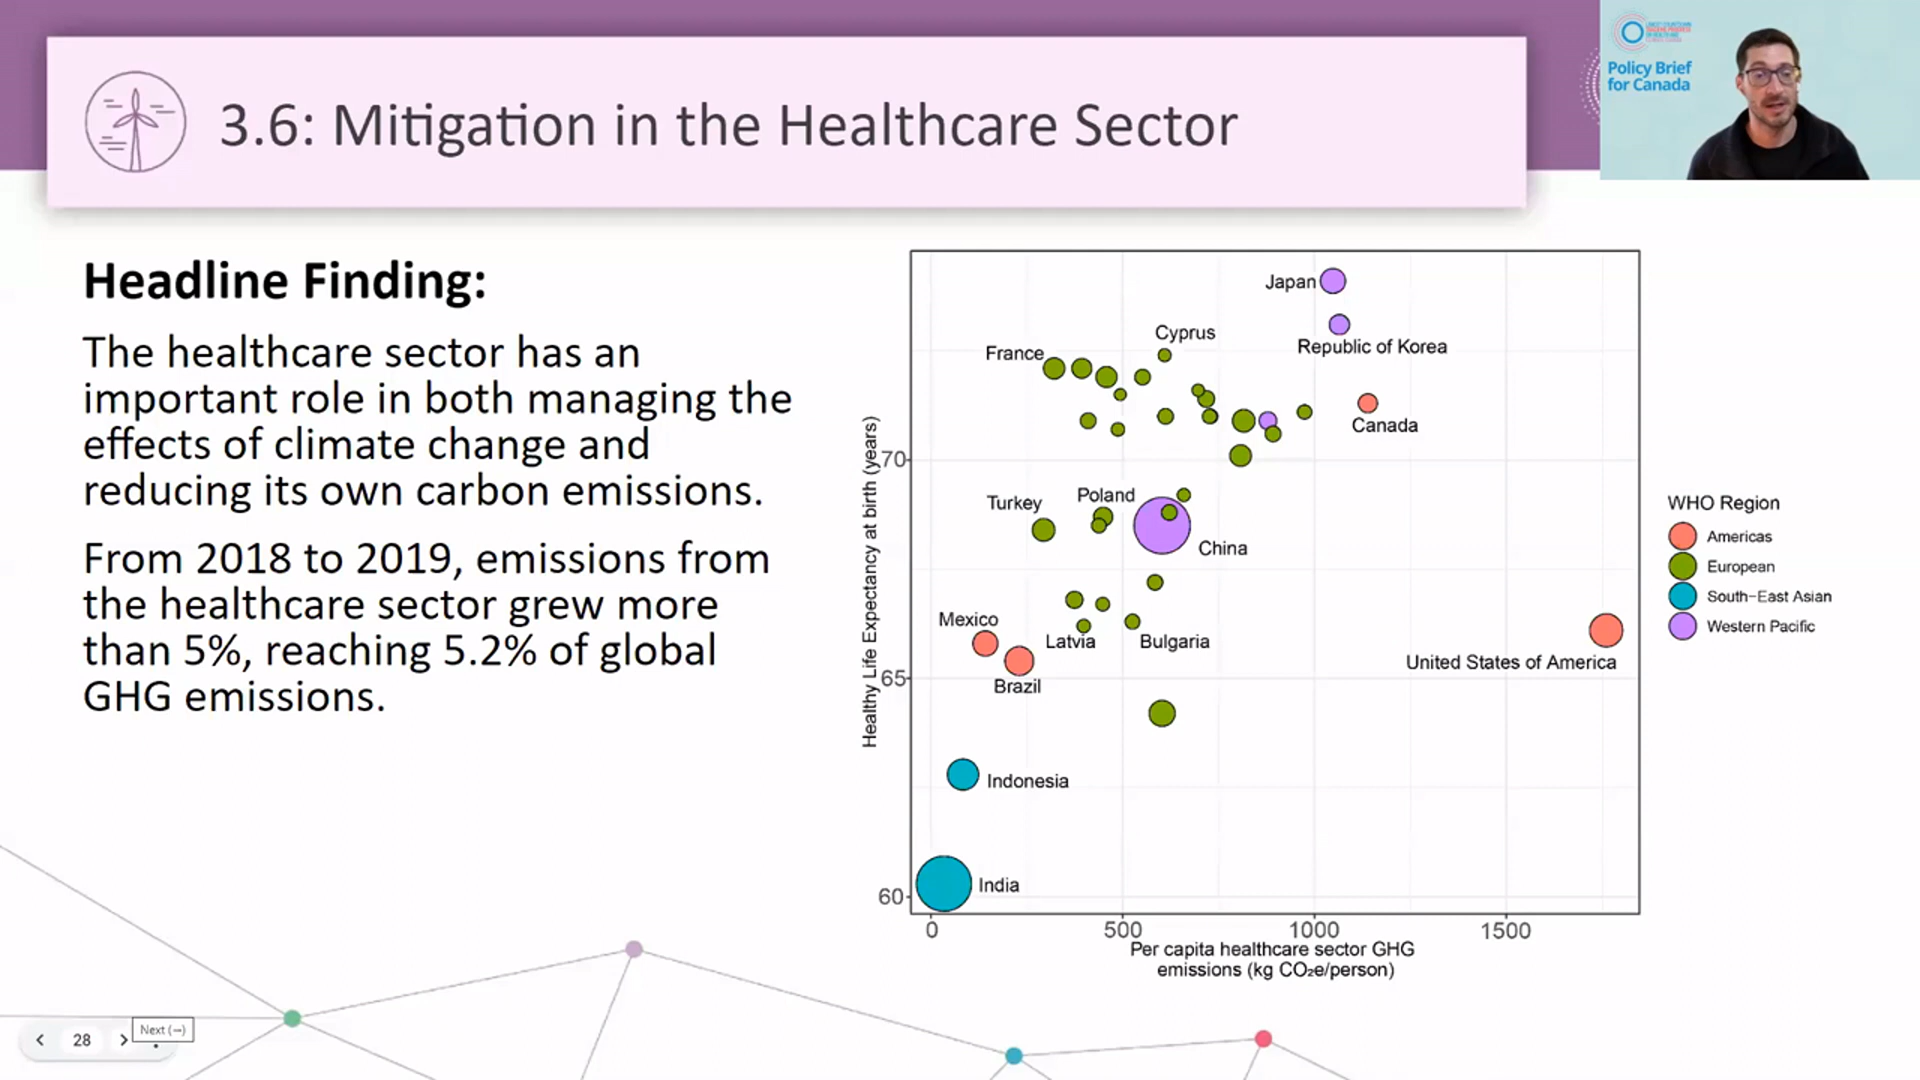 3.6: Mitigation in the Healthcare Sector
Policy Brief
for Canada
Headline Finding:
The healthcare sector has an
important role in both managing the
effects of climate change and
reducing its own carbon emissions.
From 2018 to 2019, emissions from
the healthcare sector grew more
than 5%, reaching 5.2% of global
GHG emissions.
Healthy Life Expectancy at birth (years)
70
65
60
Japan
Republic of Korea
Cyprus
France
Canada
Turkey
Poland
China
Mexico
Latvia
Bulgaria
Brazil
United States of America
Indonesia
India
0
500
1000
1500
Per capita healthcare sector GHG
emissions (kg CO₂e/person)
WHO Region
Americas
European
South-East Asian
Western Pacific
28
Next (→)